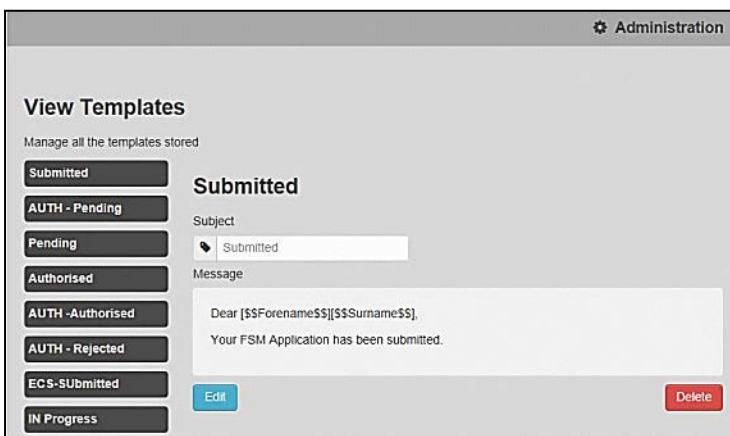 Administration
View Templates
Manage all the templates stored
Submitted
AUTH - Pending
Pending
Authorised
AUTH -Authorised
AUTH - Rejected
ECS-SUbmitted
IN Progress
Submitted
Subject
Submitted
Message
Dear [$$Forename$$][$$Surname$$],
Your FSM Application has been submitted.
Edit
Delete